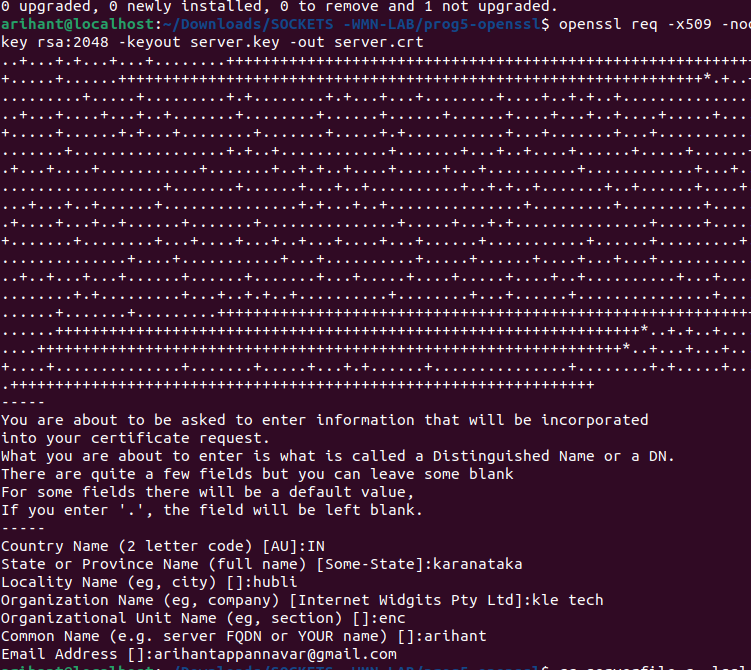 0 upgraded, 0 newly installed, 0 to remove and 1 not upgraded.
arihant@localhost:~/Downloads/SOCKETS -WMN-LAB/prog5-openssl$ openssl req -x509 -nod
key rsa:2048 -keyout server.key -out server.crt
-----
You are about to be asked to enter information that will be incorporated
into your certificate request.
What you are about to enter is what is called a Distinguished Name or a DN.
There are quite a few fields but you can leave some blank
For some fields there will be a default value,
If you enter '.', the field will be left blank.
-----
Country Name (2 letter code) [AU]:IN
State or Province Name (full name) [Some-State]:karanataka
Locality Name (eg, city) []:hubli
Organization Name (eg, company) [Internet Widgits Pty Ltd]:kle tech
Organizational Unit Name (eg, section) []:enc
Common Name (e.g. server FQDN or YOUR name) []:arihant
Email Address []:arihantappannavar@gmail.com